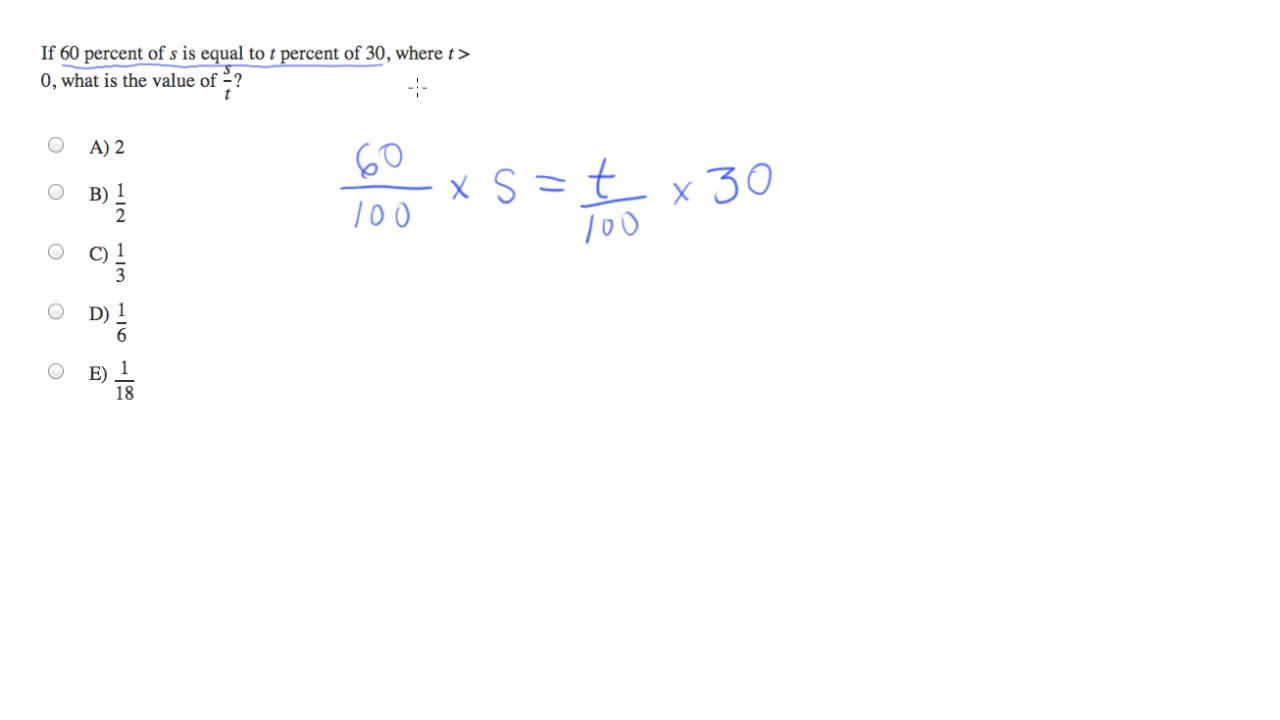 If 60 percent of s is equal to t percent of 30, where t >
0, what is the value of s/t?
A) 2
B) 1/2
C) 1/3
D) 1/6
E) 1/18
60/100 × s = t/100 × 30